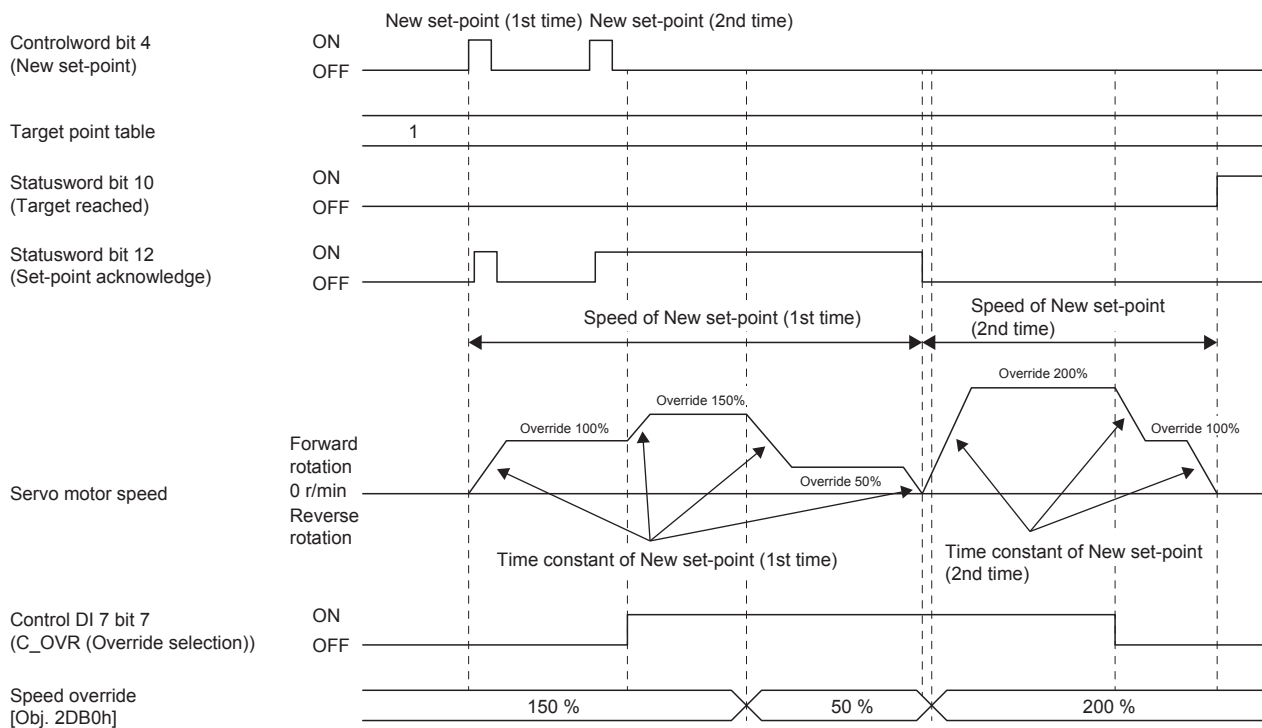 New set-point (1st time) New set-point (2nd time)
Controlword bit 4
(New set-point)
ON
OFF
Target point table
1
Statusword bit 10
(Target reached)
ON
OFF
Statusword bit 12
(Set-point acknowledge)
ON
OFF
Speed of New set-point (1st time)
Speed of New set-point
(2nd time)
Servo motor speed
Forward
rotation
0 r/min
Reverse
rotation
Override 100%
Override 150%
Override 50%
Override 200%
Override 100%
Time constant of New set-point (1st time)
Time constant of New set-point
(2nd time)
Control DI 7 bit 7
(C_OVR (Override selection))
ON
OFF
Speed override
[Obj. 2DB0h]
150 %
50 %
200 %